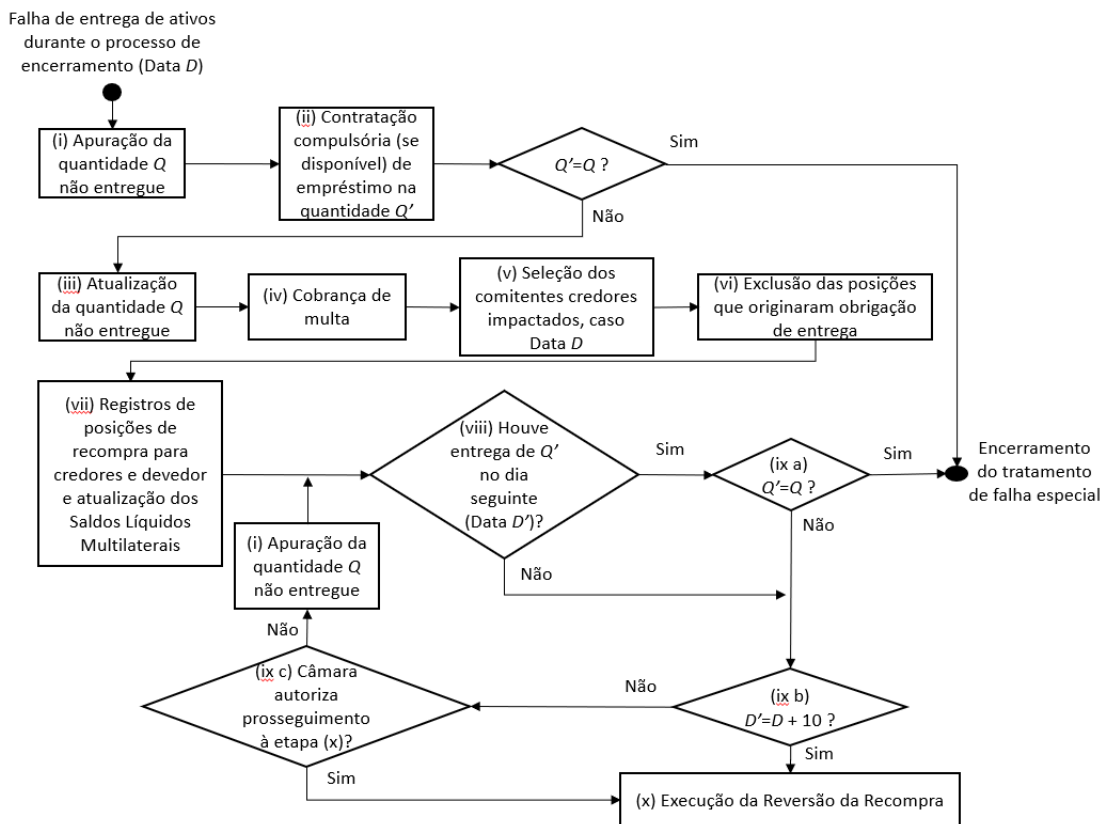 Falha de entrega de ativos
durante o processo de
encerramento (Data D)
(i) Apuração da
quantidade Q
não entregue
(ii) Contratação
compulsória (se
disponível) de
empréstimo na
quantidade Q’
Q’=Q ?
Sim
Não
(iii) Atualização
da quantidade Q
não entregue
(iv) Cobrança de
multa
(v) Seleção dos
comitentes credores
impactados, caso
Data D
(vi) Exclusão das posições
que originaram obrigação
de entrega
(vii) Registros de
posições de
recompra para
credores e devedor
e atualização dos
Saldos Líquidos
Multilaterais
(viii) Houve
entrega de Q’
no dia
seguinte
(Data D’)?
Sim
(ix a)
Q’=Q ?
Sim
Encerramento
do tratamento
de falha especial
Não
Não
(i) Apuração da
quantidade Q
não entregue
Não
(ix c) Câmara
autoriza
prosseguimento
à etapa (x)?
Não
(ix b)
D’=D + 10 ?
Sim
Sim
(x) Execução da Reversão da Recompra